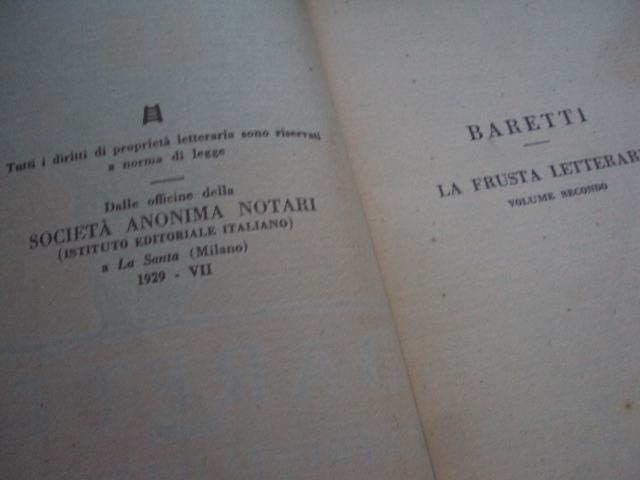 Tutti i diritti di proprietà letteraria sono riservati
a norma di legge
Dalle officine della
SOCIETÀ ANONIMA NOTARI
(ISTITUTO EDITORIALE ITALIANO)
a La Santa (Milano)
1929 - VII
BARETTI
LA FRUSTA LETTERARI
VOLUME SECONDO